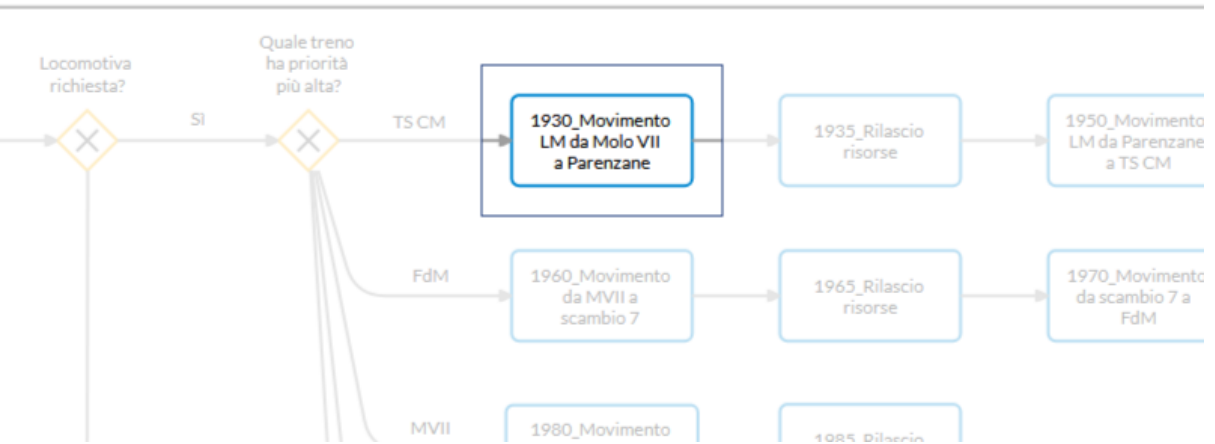 Locomotiva
richiesta?
Quale treno
ha priorità
più alta?
Sì
TS CM
1930_Movimento
LM da Molo VII
a Parenzane
1935_Rilascio
risorse
1950_Movimento
LM da Parenzane
a TS CM
FdM
1960_Movimento
da MVII a
scambio 7
1965_Rilascio
risorse
1970_Movimento
da scambio 7 a
FdM
MVII
1980_Movimento
1985_Rilascio